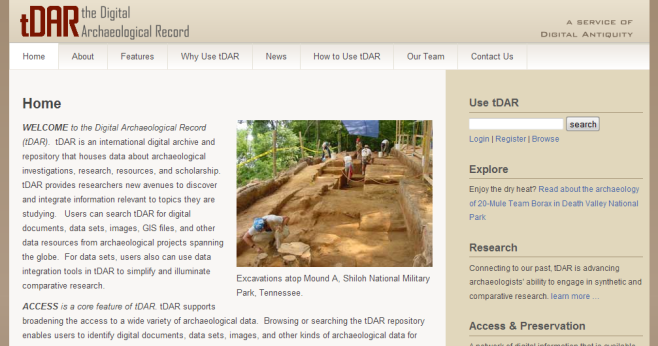 tDAR the Digital
Archaeological Record
A SERVICE OF
DIGITAL ANTIQUITY
Home About Features Why Use tDAR News How to Use tDAR Our Team Contact Us
Home
WELCOME to the Digital Archaeological Record
(tDAR). tDAR is an international digital archive and
repository that houses data about archaeological
investigations, research, resources, and scholarship.
tDAR provides researchers new avenues to discover
and integrate information relevant to topics they are
studying. Users can search tDAR for digital
documents, data sets, images, GIS files, and other
data resources from archaeological projects spanning
the globe. For data sets, users also can use data
integration tools in tDAR to simplify and illuminate
comparative research.
Excavations atop Mound A, Shiloh National Military
Park, Tennessee.
ACCESS is a core feature of tDAR. tDAR supports
broadening the access to a wide variety of archaeological data. Browsing or searching the tDAR repository
enables users to identify digital documents, data sets, images, and other kinds of archaeological data for
Use tDAR
search
Login | Register | Browse
Explore
Enjoy the dry heat? Read about the archaeology
of 20-Mule Team Borax in Death Valley National
Park
Research
Connecting to our past, tDAR is advancing
archaeologists' ability to engage in synthetic and
comparative research. learn more ...
Access & Preservation
A network of digital information that is available